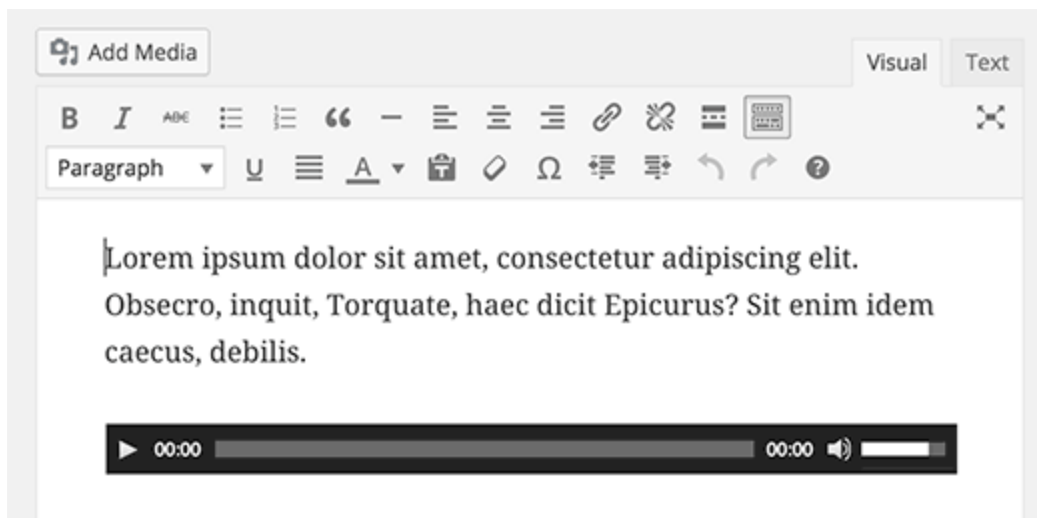 Add Media
Visual Text
B I ABC
Paragraph U A T Ω ?
Lorem ipsum dolor sit amet, consectetur adipiscing elit.
Obsecro, inquit, Torquate, haec dicit Epicurus? Sit enim idem
caecus, debilis.
00:00 00:00